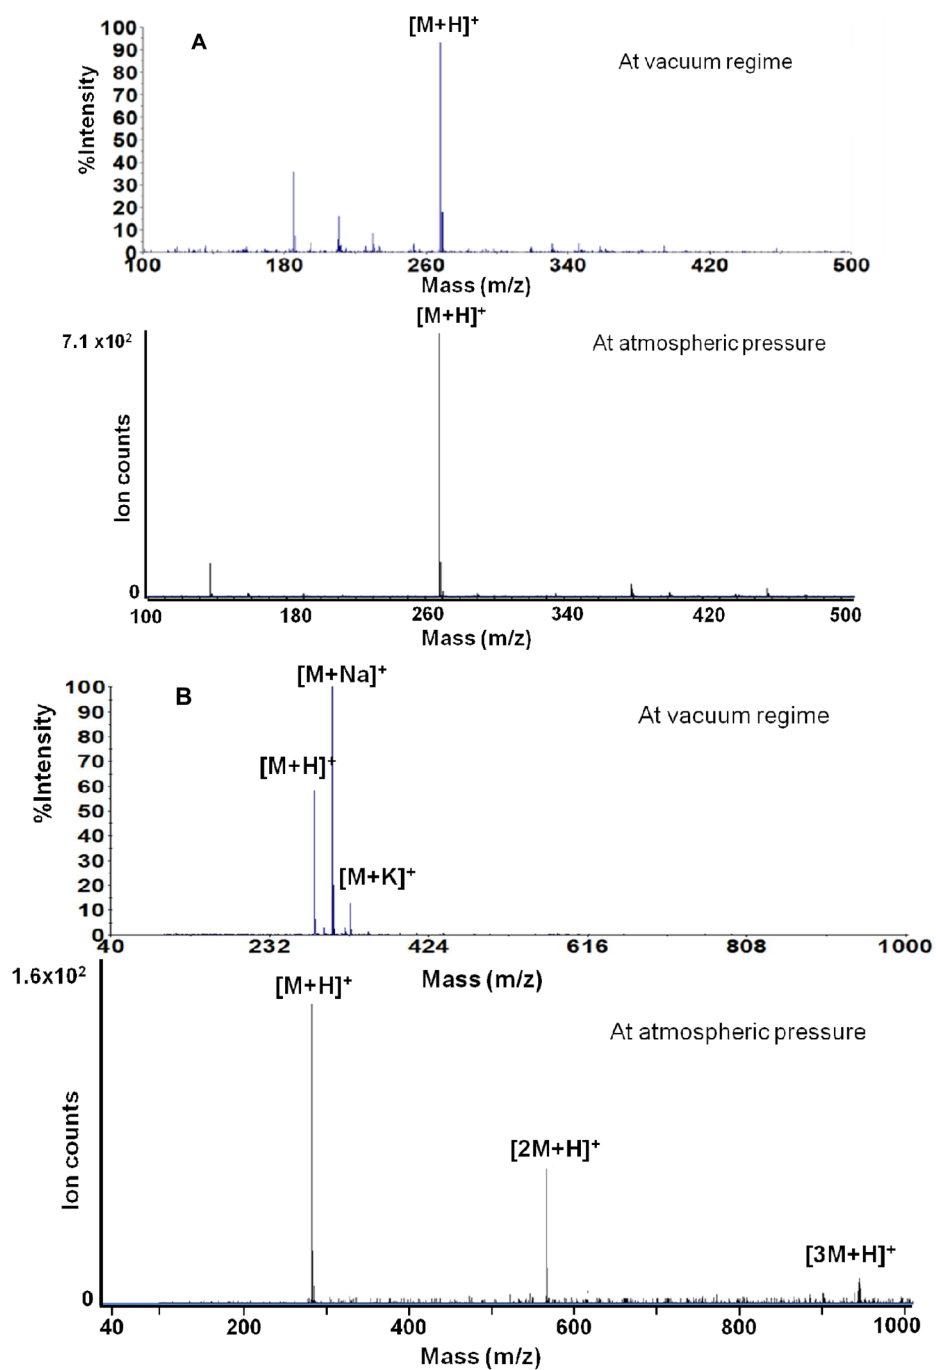 [M+H]⁺
A
At vacuum regime
%Intensity
100
90
80
70
60
50
40
30
20
10
0
100 180 260 340 420 500
Mass (m/z)
[M+H]⁺
At atmospheric pressure
7.1 x10²
Ion counts
0
100 180 260 340 420 500
Mass (m/z)
[M+Na]⁺
B
At vacuum regime
[M+H]⁺
[M+K]⁺
%Intensity
100
90
80
70
60
50
40
30
20
10
0
40 232 424 616 808 1000
Mass (m/z)
1.6x10²
[M+H]⁺
At atmospheric pressure
Ion counts
[2M+H]⁺
[3M+H]⁺
0
40 200 400 600 800 1000
Mass (m/z)